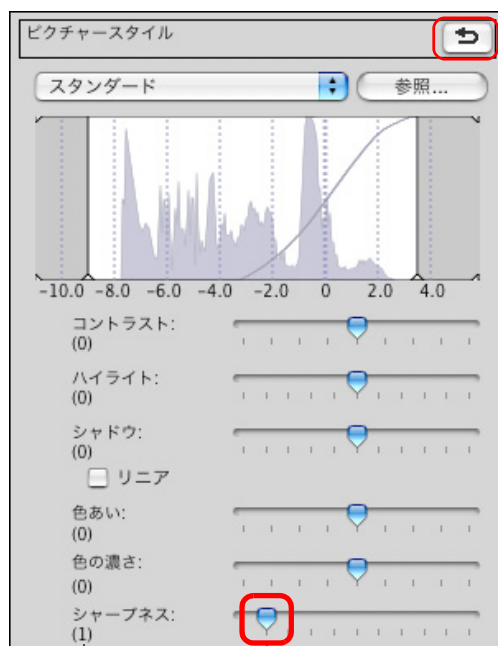 ピクチャースタイル
スタンダード 参照...
-10.0 -8.0 -6.0 -4.0 -2.0 0 2.0 4.0
コントラスト:
(0)
ハイライト:
(0)
シャドウ:
(0)
リニア
色あい:
(0)
色の濃さ:
(0)
シャープネス:
(1)